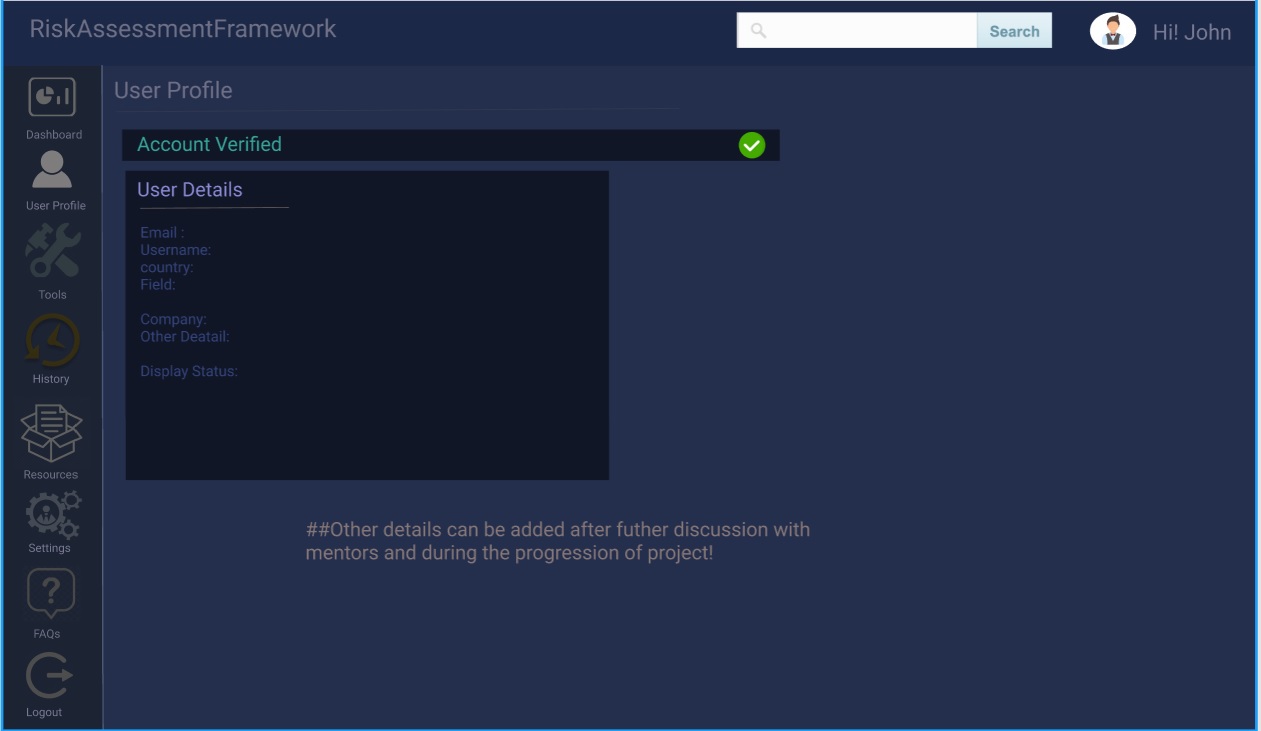 RiskAssessmentFramework
Search
Hi! John
Dashboard
User Profile
Tools
History
Resources
Settings
FAQs
Logout
User Profile
Account Verified
User Details
Email :
Username:
country:
Field:
Company:
Other Deatail:
Display Status:
##Other details can be added after futher discussion with
mentors and during the progression of project!